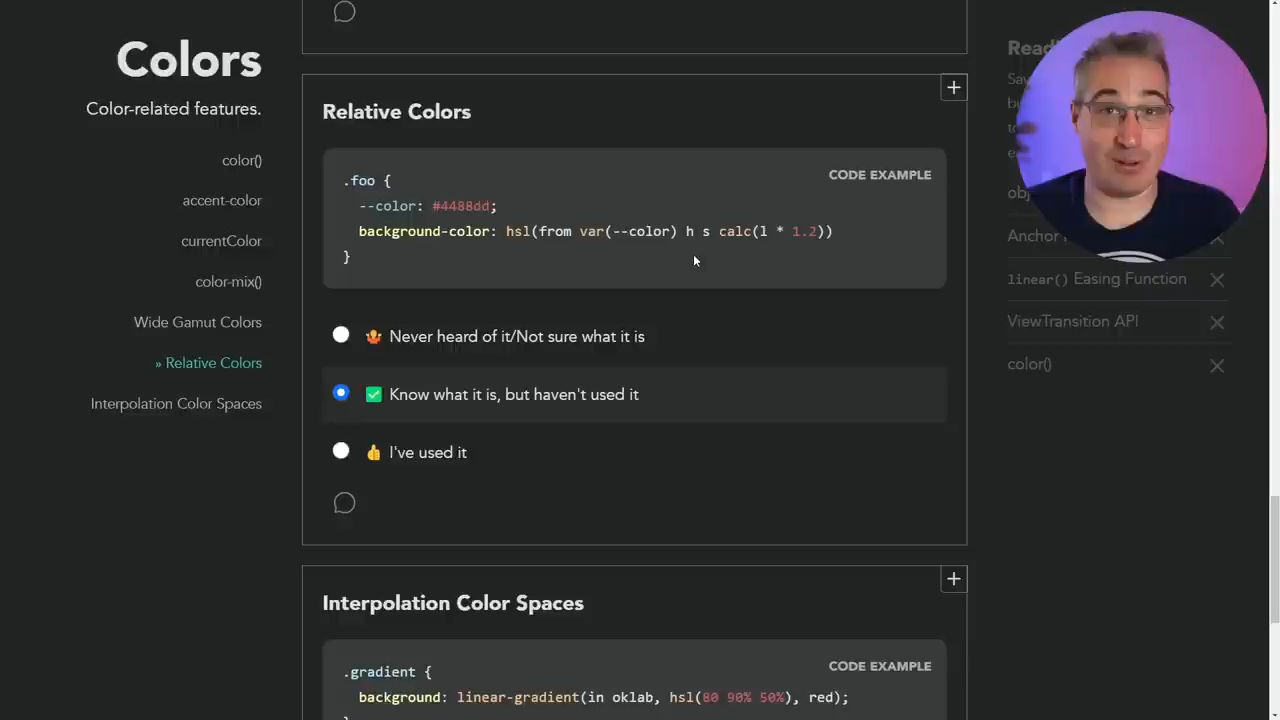 Colors
Color-related features.
color()
accent-color
currentColor
color-mix()
Wide Gamut Colors
» Relative Colors
Interpolation Color Spaces
Relative Colors
CODE EXAMPLE
.foo {
--color: #4488dd;
background-color: hsl(from var(--color) h s calc(l * 1.2))
}
Never heard of it/Not sure what it is
Know what it is, but haven't used it
I've used it
Interpolation Color Spaces
CODE EXAMPLE
.gradient {
background: linear-gradient(in oklab, hsl(80 90% 50%), red);
Anchor
linear() Easing Function
ViewTransition API
color()